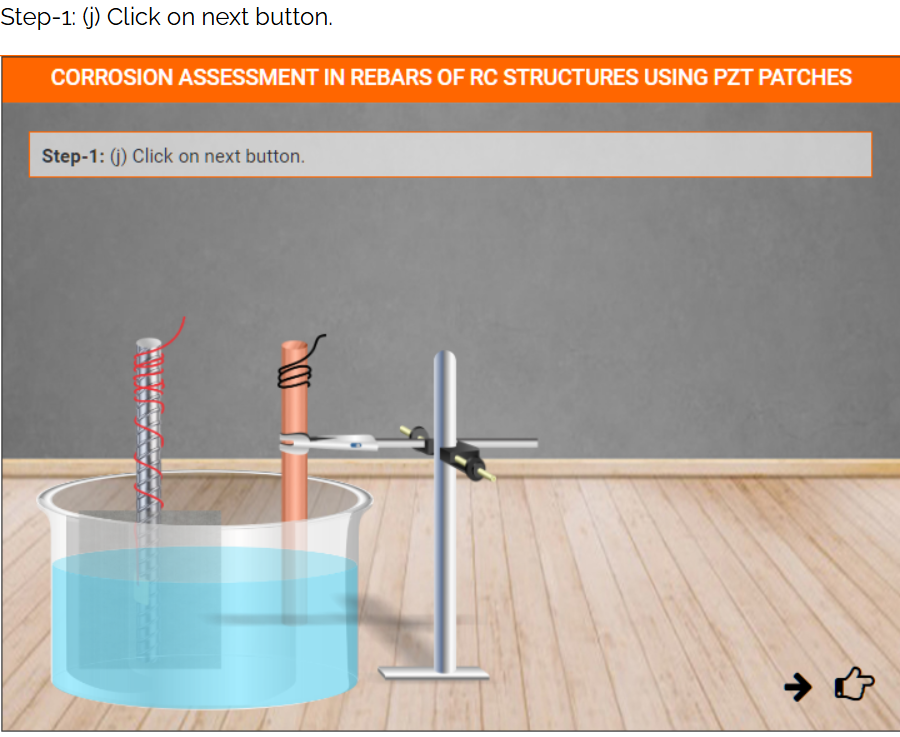 Step-1: (j) Click on next button.
CORROSION ASSESSMENT IN REBARS OF RC STRUCTURES USING PZT PATCHES
Step-1: (j) Click on next button.